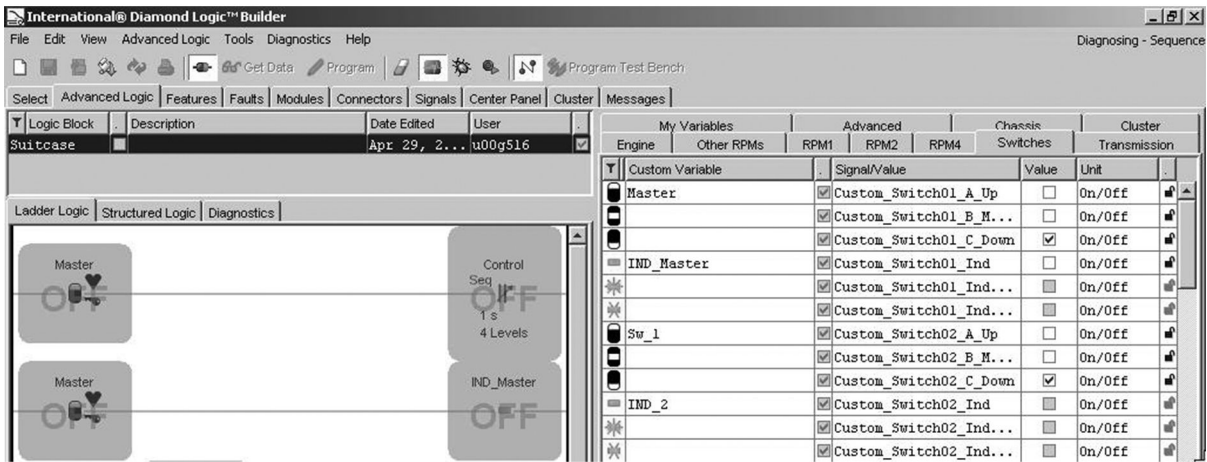 International® Diamond Logic™ Builder
File Edit View Advanced Logic Tools Diagnostics Help
Diagnosing - Sequence
Get Data Program Program Test Bench
Select Advanced Logic Features Faults Modules Connectors Signals Center Panel Cluster Messages
Logic Block . Description Date Edited User .
Suitcase Apr 29, 2... u00g516
Ladder Logic Structured Logic Diagnostics
Master
OFF
Control
Seq
OFF
1 s
4 Levels
Master
OFF
IND_Master
OFF
My Variables Advanced Chassis Cluster
Engine Other RPMs RPM1 RPM2 RPM4 Switches Transmission
Custom Variable . Signal/Value Value Unit .
Master Custom_Switch01_A_Up On/Off
Custom_Switch01_B_M... On/Off
Custom_Switch01_C_Down On/Off
IND_Master Custom_Switch01_Ind On/Off
Custom_Switch01_Ind... On/Off
Custom_Switch01_Ind... On/Off
Sw_1 Custom_Switch02_A_Up On/Off
Custom_Switch02_B_M... On/Off
Custom_Switch02_C_Down On/Off
IND_2 Custom_Switch02_Ind On/Off
Custom_Switch02_Ind... On/Off
Custom_Switch02_Ind... On/Off